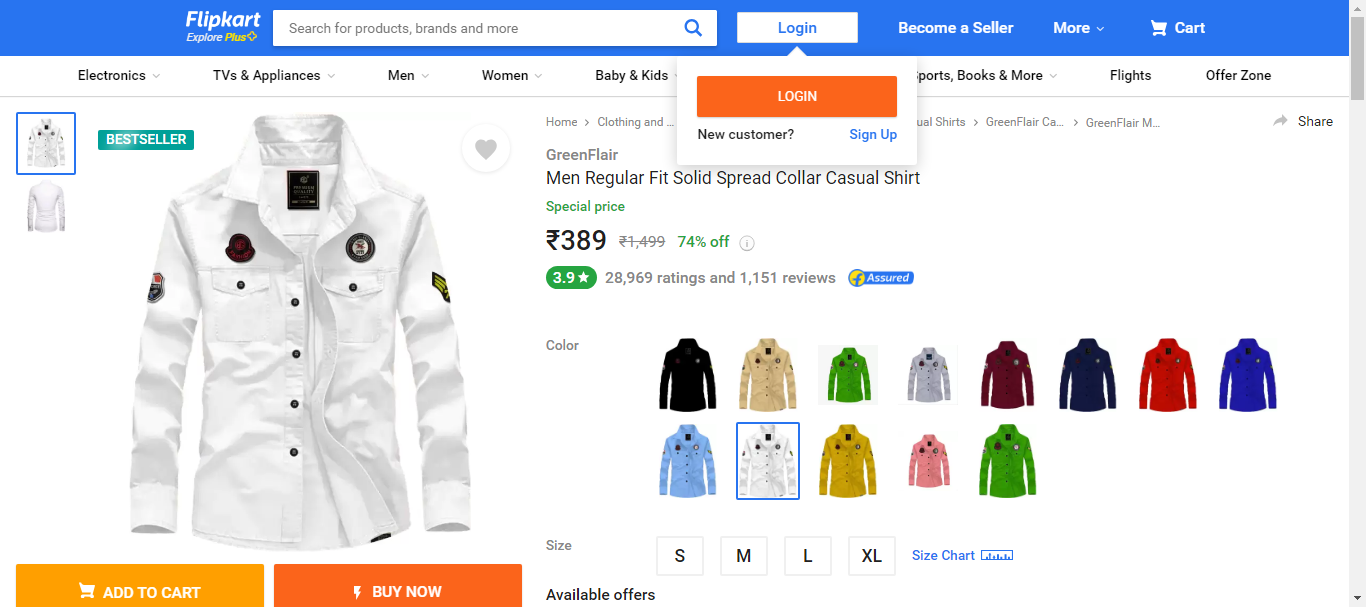 Flipkart
Explore Plus
Search for products, brands and more
Login
Become a Seller
More
Cart
Electronics
TVs & Appliances
Men
Women
Baby & Kids
Sports, Books & More
Flights
Offer Zone
LOGIN
New customer? Sign Up
BESTSELLER
PREMIUM
QUALITY
Home
Clothing and ...
ual Shirts
GreenFlair Ca...
GreenFlair M...
Share
GreenFlair
Men Regular Fit Solid Spread Collar Casual Shirt
Special price
₹389 ₹1,499 74% off i
3.9★ 28,969 ratings and 1,151 reviews f Assured
Color
Size
S
M
L
XL
Size Chart
Available offers
ADD TO CART
BUY NOW